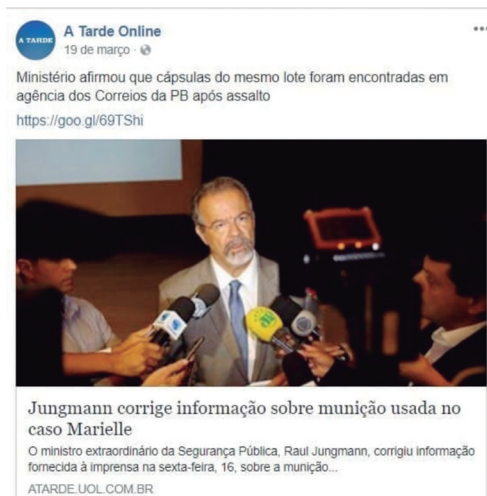 A TARDE
A Tarde Online
19 de março ·
Ministério afirmou que cápsulas do mesmo lote foram encontradas em
agência dos Correios da PB após assalto
https://goo.gl/69TShi
Jungmann corrige informação sobre munição usada no
caso Marielle
O ministro extraordinário da Segurança Pública, Raul Jungmann, corrigiu informação
fornecida à imprensa na sexta-feira, 16, sobre a munição...
ATARDE.UOL.COM.BR